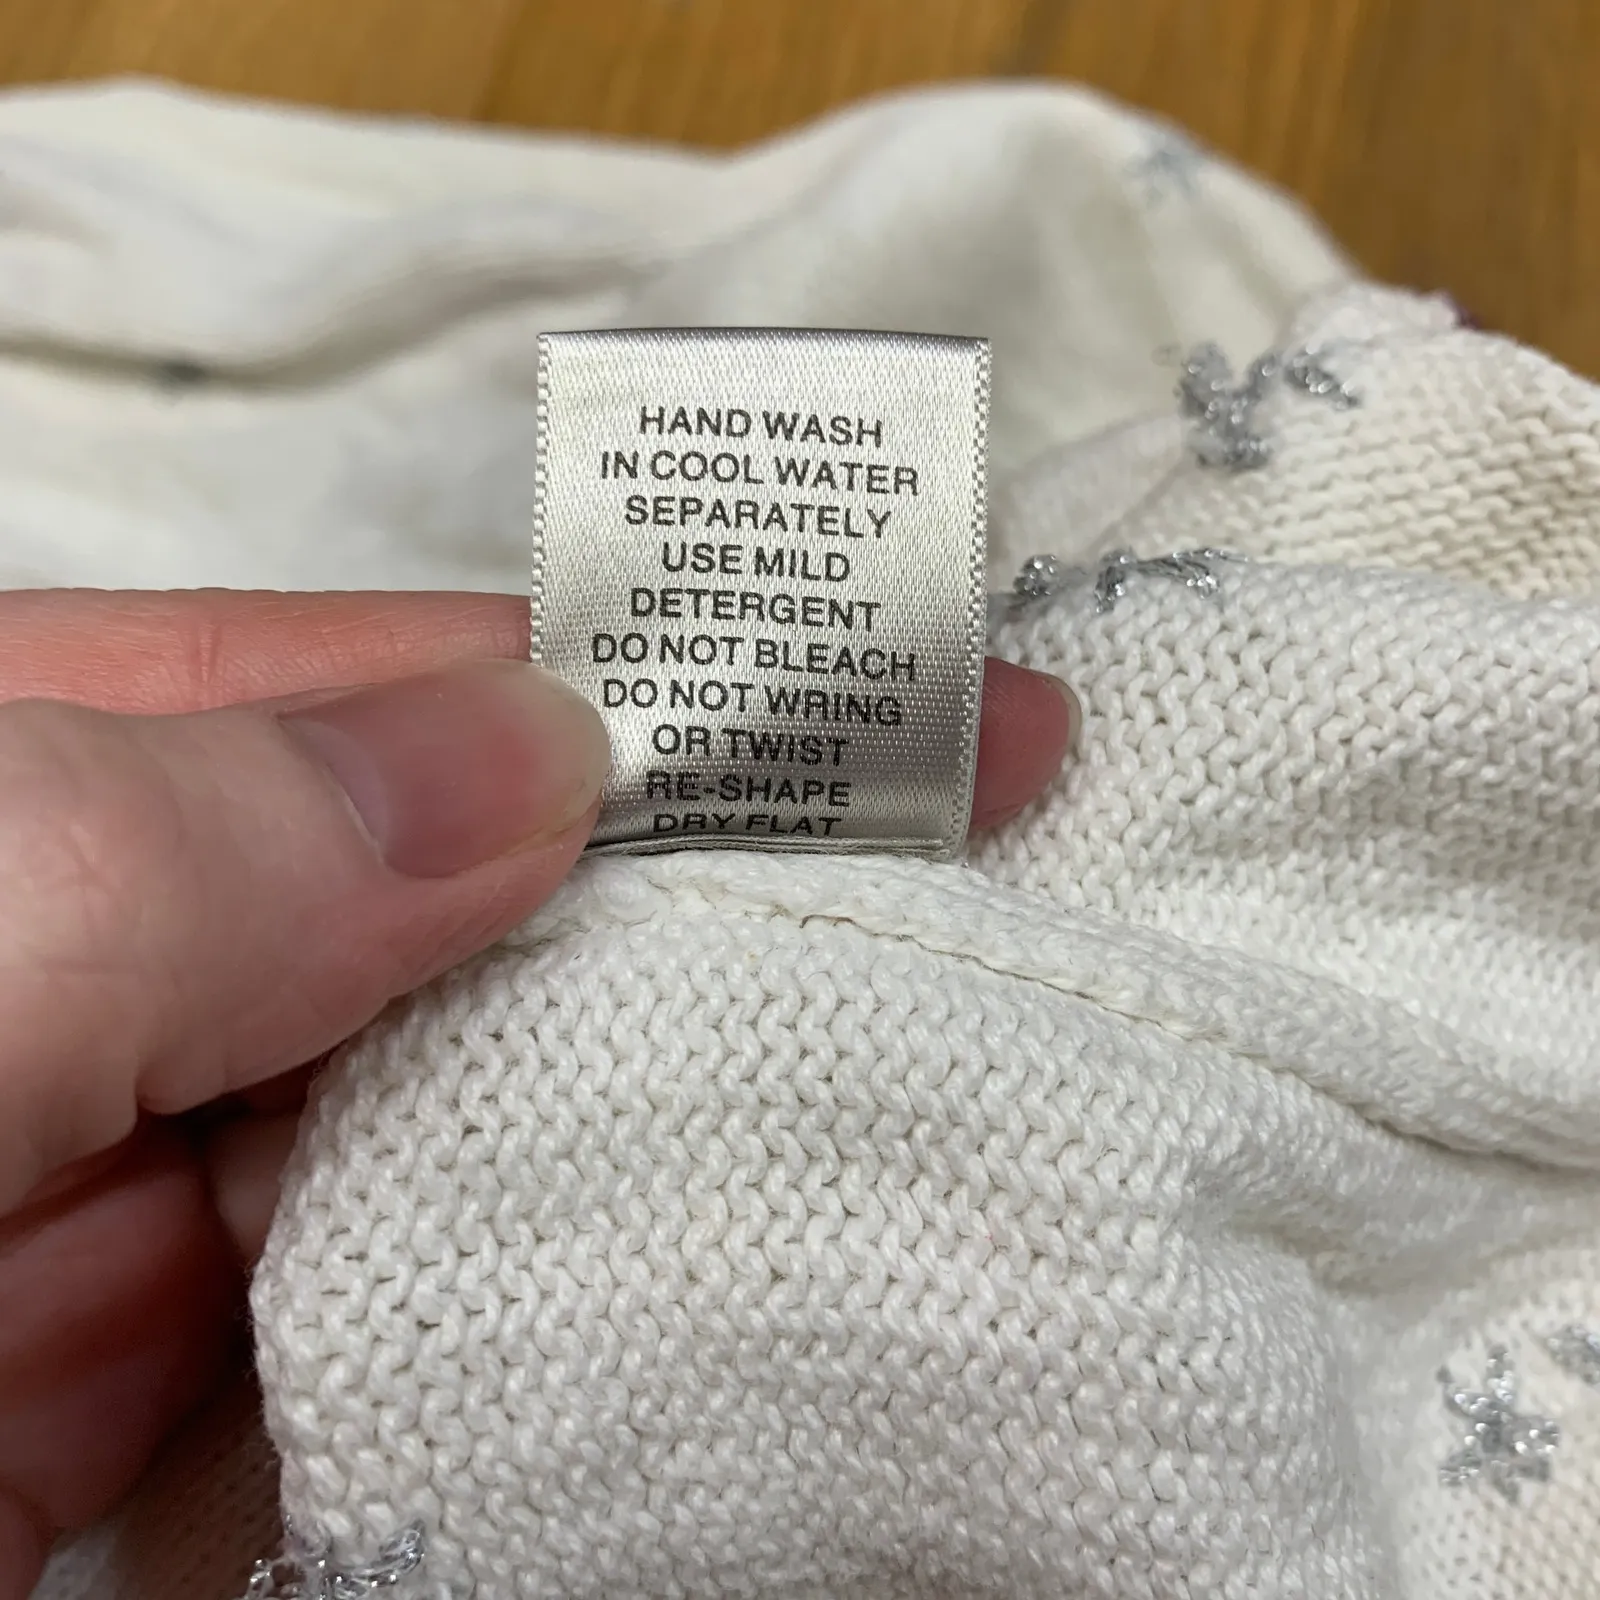 HAND WASH
IN COOL WATER
SEPARATELY
USE MILD
DETERGENT
DO NOT BLEACH
DO NOT WRING
OR TWIST
RE-SHAPE
DRY FLAT